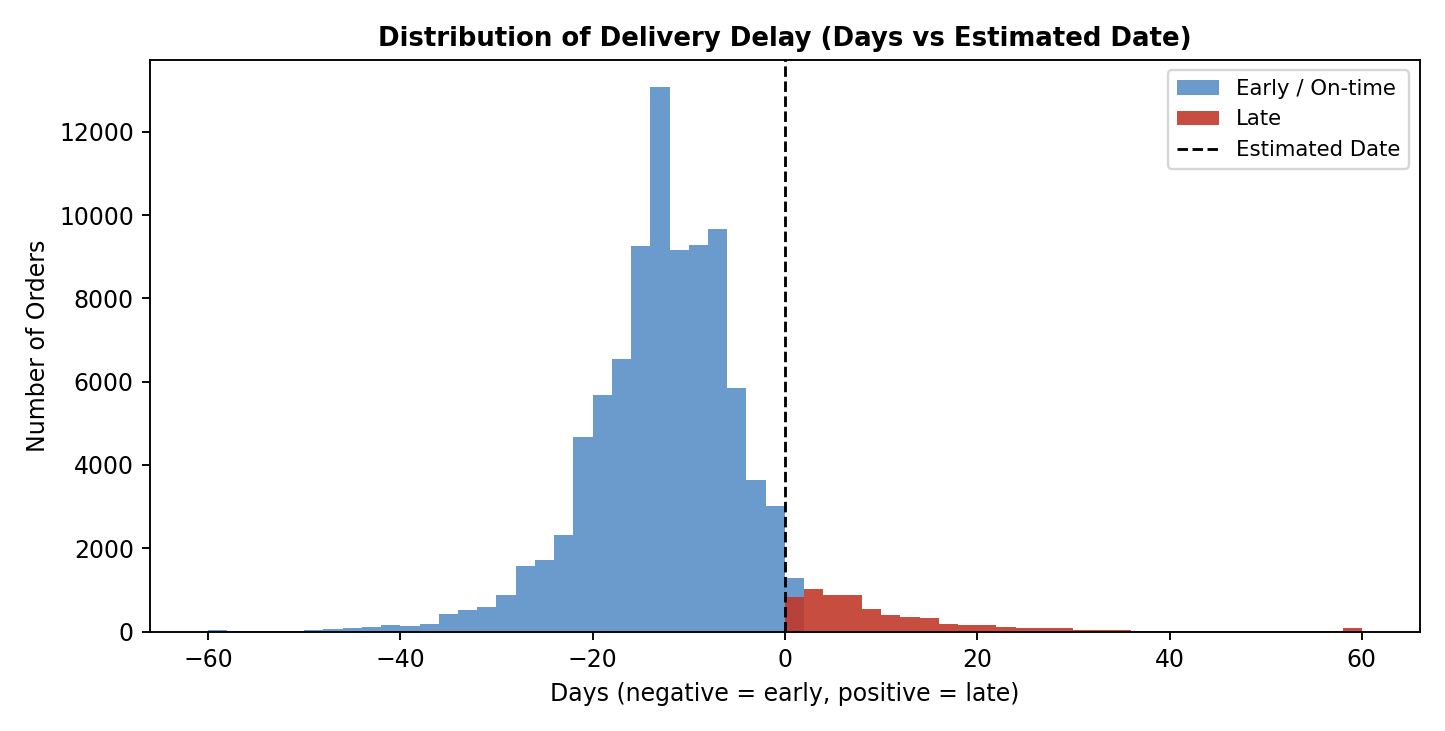 Distribution of Delivery Delay (Days vs Estimated Date)
Early / On-time
Late
Estimated Date
Number of Orders
12000
10000
8000
6000
4000
2000
0
−60
−40
−20
0
20
40
60
Days (negative = early, positive = late)